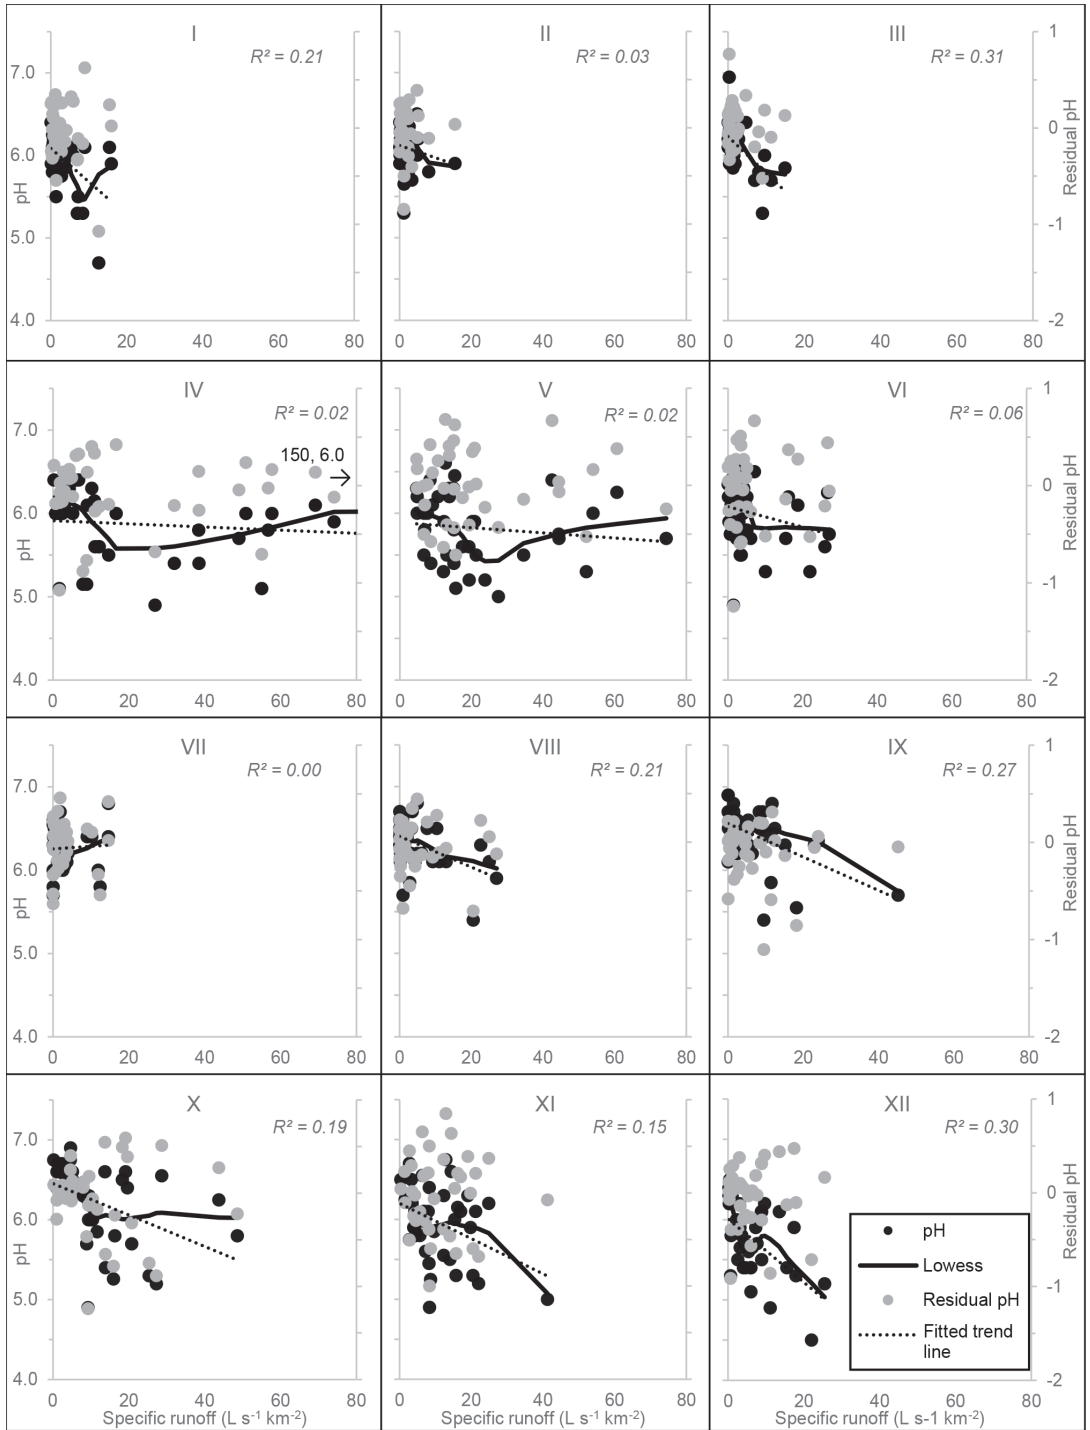 I
II
III
R² = 0.21
R² = 0.03
R² = 0.31
7.0
6.0
5.0
4.0
pH
1
0
-1
-2
Residual pH
0 20 40 60 80
0 20 40 60 80
0 20 40 60 80
IV
V
VI
R² = 0.02
R² = 0.02
R² = 0.06
150, 6.0
7.0
6.0
5.0
4.0
pH
1
0
-1
-2
Residual pH
0 20 40 60 80
0 20 40 60 80
0 20 40 60 80
VII
VIII
IX
R² = 0.00
R² = 0.21
R² = 0.27
7.0
6.0
5.0
4.0
pH
1
0
-1
-2
Residual pH
0 20 40 60 80
0 20 40 60 80
0 20 40 60 80
X
XI
XII
R² = 0.19
R² = 0.15
R² = 0.30
7.0
6.0
5.0
4.0
pH
1
0
-1
-2
Residual pH
pH
Lowess
Residual pH
Fitted trend
line
0 20 40 60 80
0 20 40 60 80
0 20 40 60 80
Specific runoff (L s⁻¹ km⁻²)
Specific runoff (L s⁻¹ km⁻²)
Specific runoff (L s-1 km⁻²)